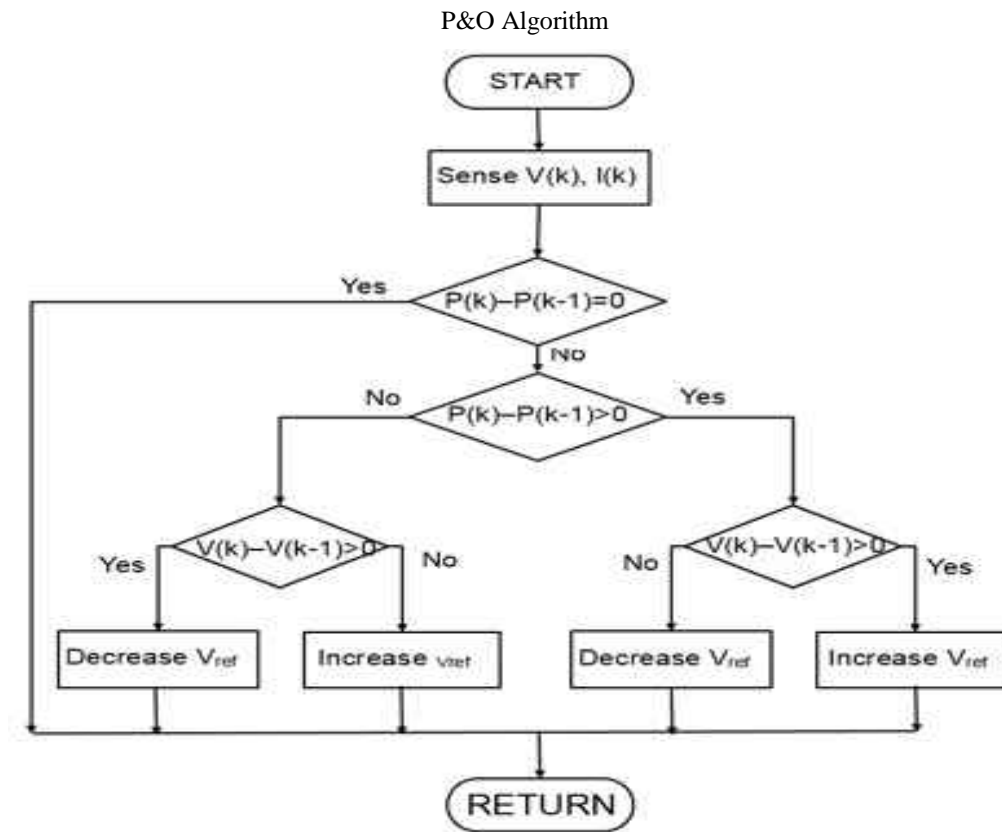 P&O Algorithm
START
Sense V(k), I(k)
Yes
P(k)–P(k-1)=0
No
No
P(k)–P(k-1)>0
Yes
V(k)–V(k-1)>0
V(k)–V(k-1)>0
Yes
No
No
Yes
Decrease Vref
Increase Vref
Decrease Vref
Increase Vref
RETURN